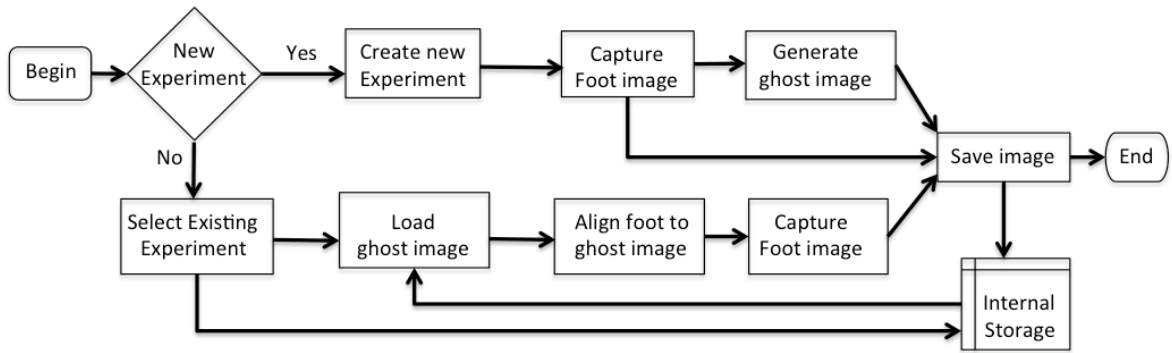 Begin
New
Experiment
Yes
Create new
Experiment
Capture
Foot image
Generate
ghost image
Save image
End
No
Select Existing
Experiment
Load
ghost image
Align foot to
ghost image
Capture
Foot image
Internal
Storage